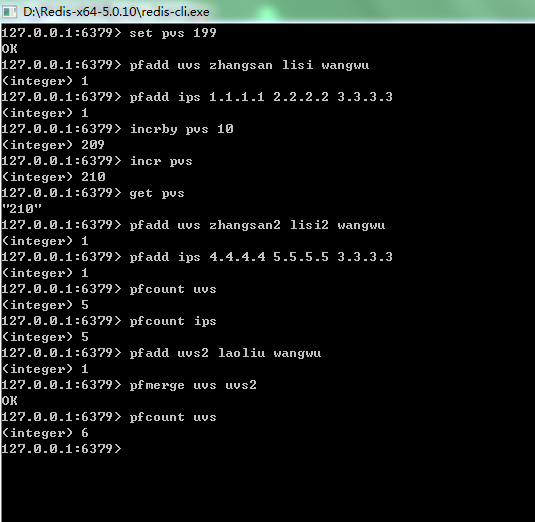 D:\Redis-x64-5.0.10\redis-cli.exe
127.0.0.1:6379> set pvs 199
OK
127.0.0.1:6379> pfadd uvs zhangsan lisi wangwu
(integer) 1
127.0.0.1:6379> pfadd ips 1.1.1.1 2.2.2.2 3.3.3.3
(integer) 1
127.0.0.1:6379> incrby pvs 10
(integer) 209
127.0.0.1:6379> incr pvs
(integer) 210
127.0.0.1:6379> get pvs
"210"
127.0.0.1:6379> pfadd uvs zhangsan2 lisi2 wangwu
(integer) 1
127.0.0.1:6379> pfadd ips 4.4.4.4 5.5.5.5 3.3.3.3
(integer) 1
127.0.0.1:6379> pfcount uvs
(integer) 5
127.0.0.1:6379> pfcount ips
(integer) 5
127.0.0.1:6379> pfadd uvs2 laoliu wangwu
(integer) 1
127.0.0.1:6379> pfmerge uvs uvs2
OK
127.0.0.1:6379> pfcount uvs
(integer) 6
127.0.0.1:6379>